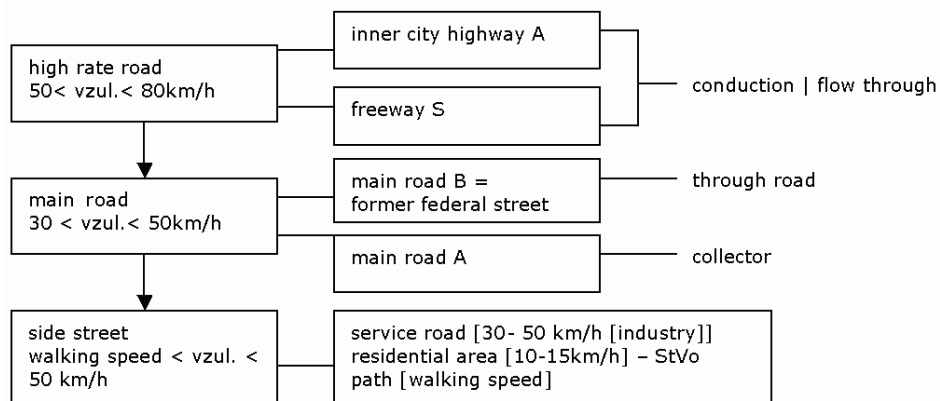 high rate road
50< vzul.< 80km/h
inner city highway A
freeway S
conduction | flow through
main road
30 < vzul.< 50km/h
main road B =
former federal street
through road
main road A
collector
side street
walking speed < vzul. <
50 km/h
service road [30- 50 km/h [industry]]
residential area [10-15km/h] – StVo
path [walking speed]